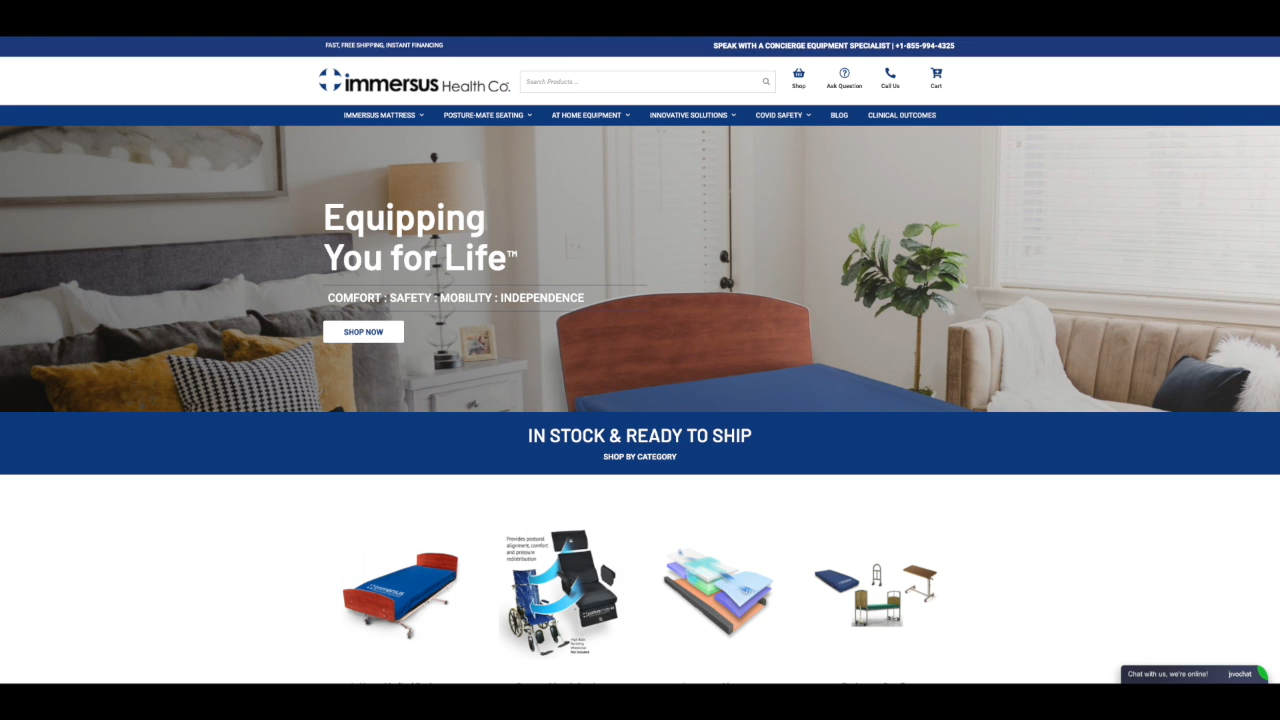 FAST, FREE SHIPPING, INSTANT FINANCING
SPEAK WITH A CONCIERGE EQUIPMENT SPECIALIST | +1-855-994-4325
immersus Health Co.
Search Products ...
Shop
Ask Question
Call Us
Cart
IMMERSUS MATTRESS
POSTURE-MATE SEATING
AT HOME EQUIPMENT
INNOVATIVE SOLUTIONS
COVID SAFETY
BLOG
CLINICAL OUTCOMES
Equipping
You for Life™
COMFORT : SAFETY : MOBILITY : INDEPENDENCE
SHOP NOW
IN STOCK & READY TO SHIP
SHOP BY CATEGORY
Provides postural
alignment, comfort
and pressure
redistribution
immersus
Chat with us, we're online!
jivochat